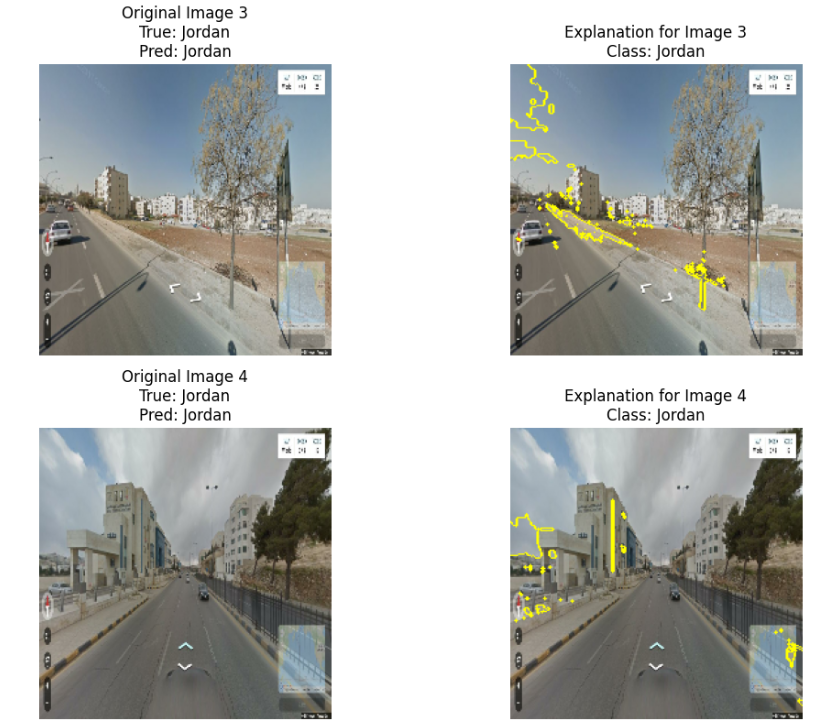 Original Image 3
True: Jordan
Pred: Jordan
Explanation for Image 3
Class: Jordan
Original Image 4
True: Jordan
Pred: Jordan
Explanation for Image 4
Class: Jordan